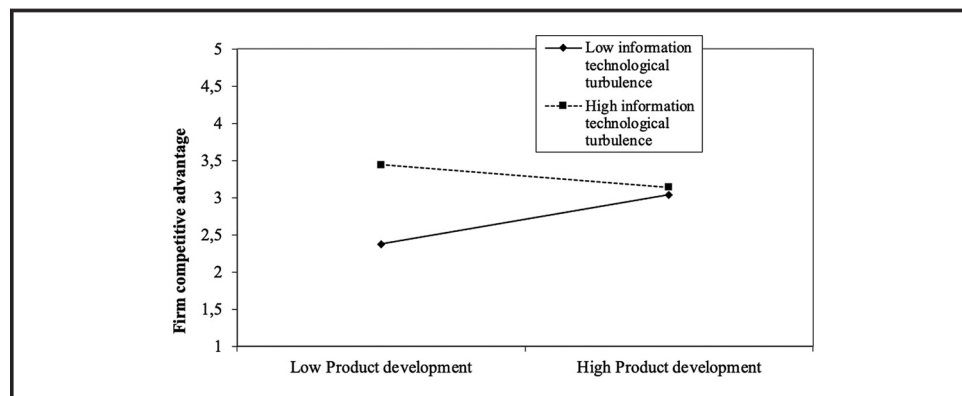 Firm competitive advantage
5
4,5
4
3,5
3
2,5
2
1,5
1
Low information
technological
turbulence
High information
technological
turbulence
Low Product development
High Product development